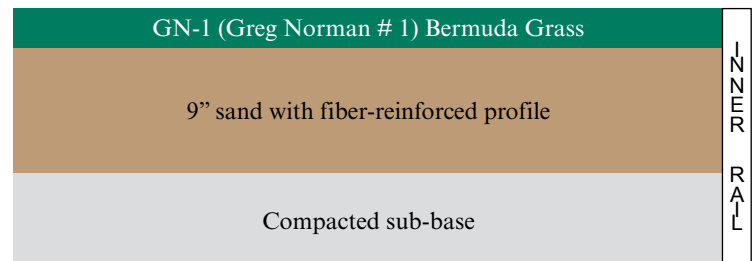 GN-1 (Greg Norman # 1) Bermuda Grass
9” sand with fiber-reinforced profile
Compacted sub-base
INNER RAIL